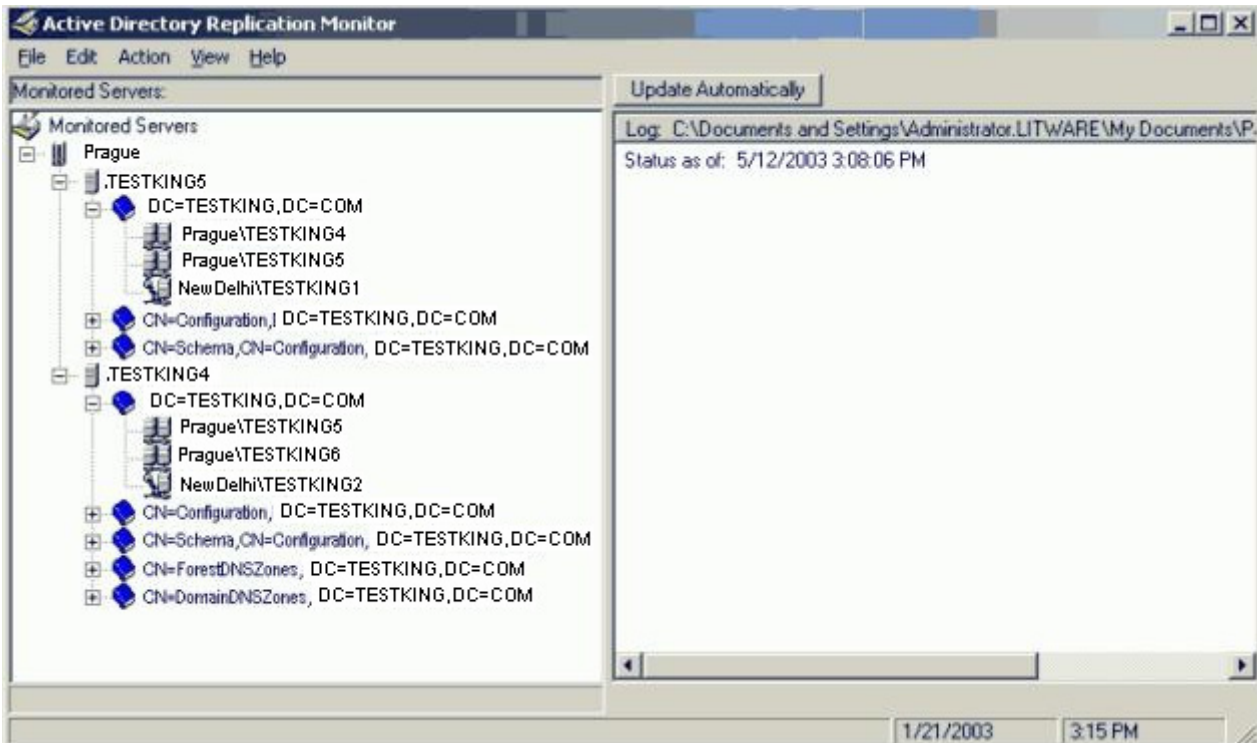 Active Directory Replication Monitor
File Edit Action View Help
Monitored Servers:
Update Automatically
Monitored Servers
Prague
.TESTKING5
DC=TESTKING,DC=COM
Prague\TESTKING4
Prague\TESTKING5
NewDelhi\TESTKING1
CN=Configuration,l DC=TESTKING,DC=COM
CN=Schema,CN=Configuration, DC=TESTKING,DC=COM
.TESTKING4
DC=TESTKING,DC=COM
Prague\TESTKING5
Prague\TESTKING6
NewDelhi\TESTKING2
CN=Configuration, DC=TESTKING,DC=COM
CN=Schema,CN=Configuration, DC=TESTKING,DC=COM
CN=ForestDNSZones, DC=TESTKING,DC=COM
CN=DomainDNSZones, DC=TESTKING,DC=COM
Log: C:\Documents and Settings\Administrator.LITWARE\My Documents\P
Status as of: 5/12/2003 3:08:06 PM
1/21/2003 3:15 PM